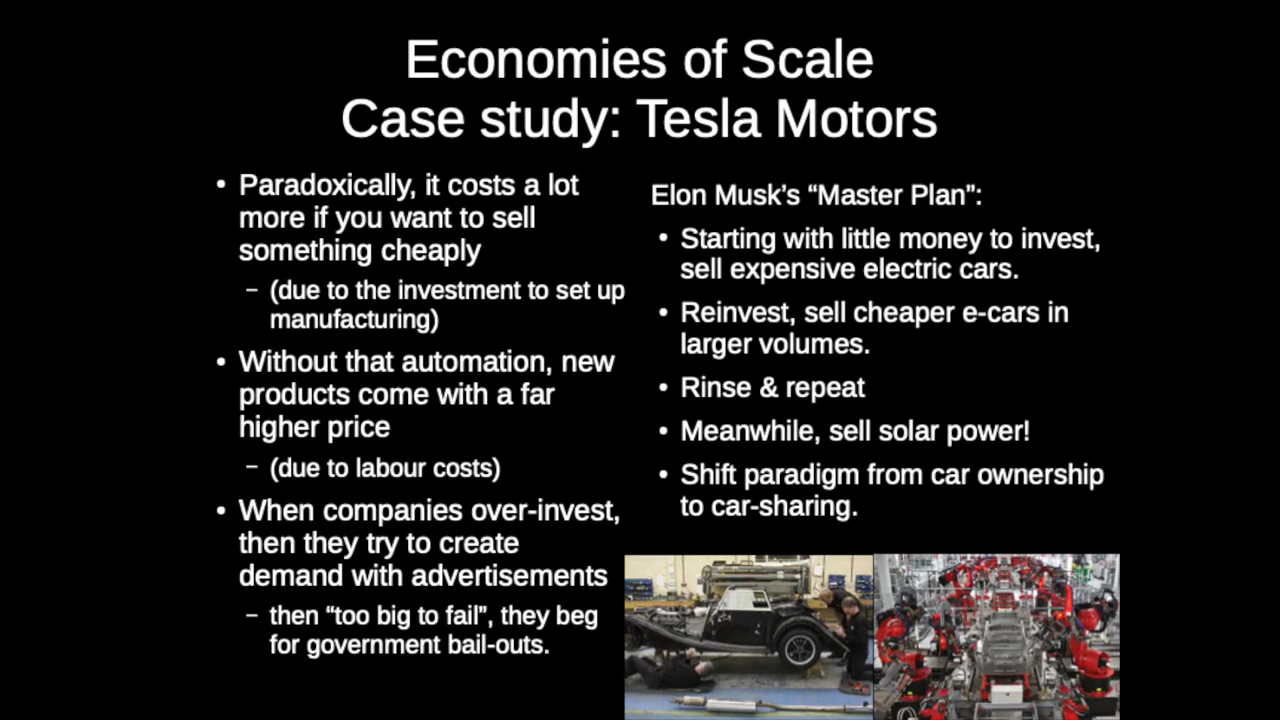 Economies of Scale
Case study: Tesla Motors
• Paradoxically, it costs a lot
more if you want to sell
something cheaply
– (due to the investment to set up
manufacturing)
• Without that automation, new
products come with a far
higher price
– (due to labour costs)
• When companies over-invest,
then they try to create
demand with advertisements
– then “too big to fail”, they beg
for government bail-outs.
Elon Musk’s “Master Plan”:
• Starting with little money to invest,
sell expensive electric cars.
• Reinvest, sell cheaper e-cars in
larger volumes.
• Rinse & repeat
• Meanwhile, sell solar power!
• Shift paradigm from car ownership
to car-sharing.